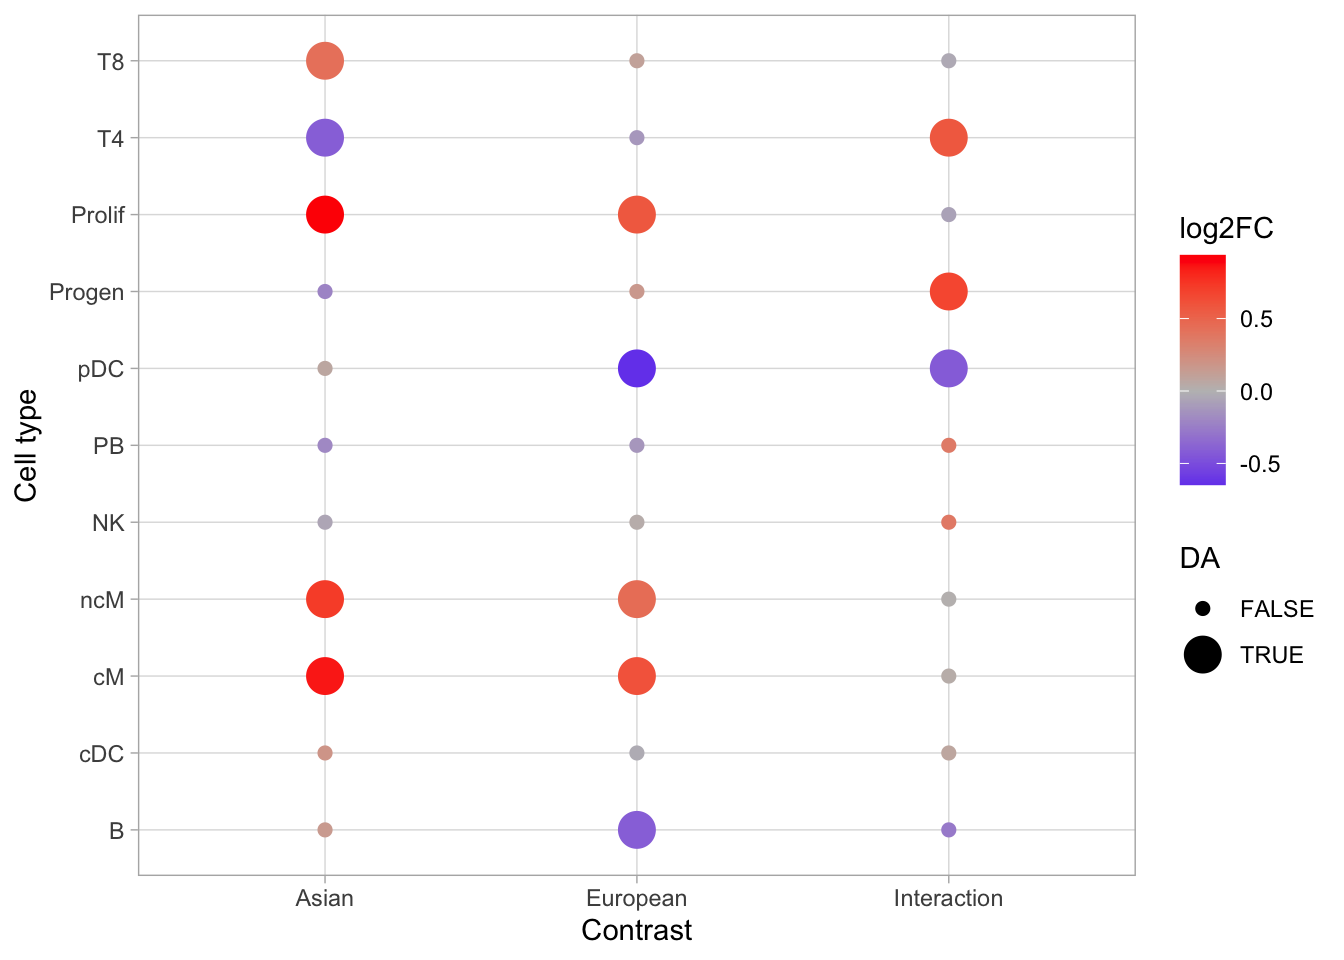 T8
T4
Prolif
Progen
pDC
PB
NK
ncM
cM
cDC
B
Cell type
Asian
European
Interaction
Contrast
log2FC
0.5
0.0
-0.5
DA
FALSE
TRUE